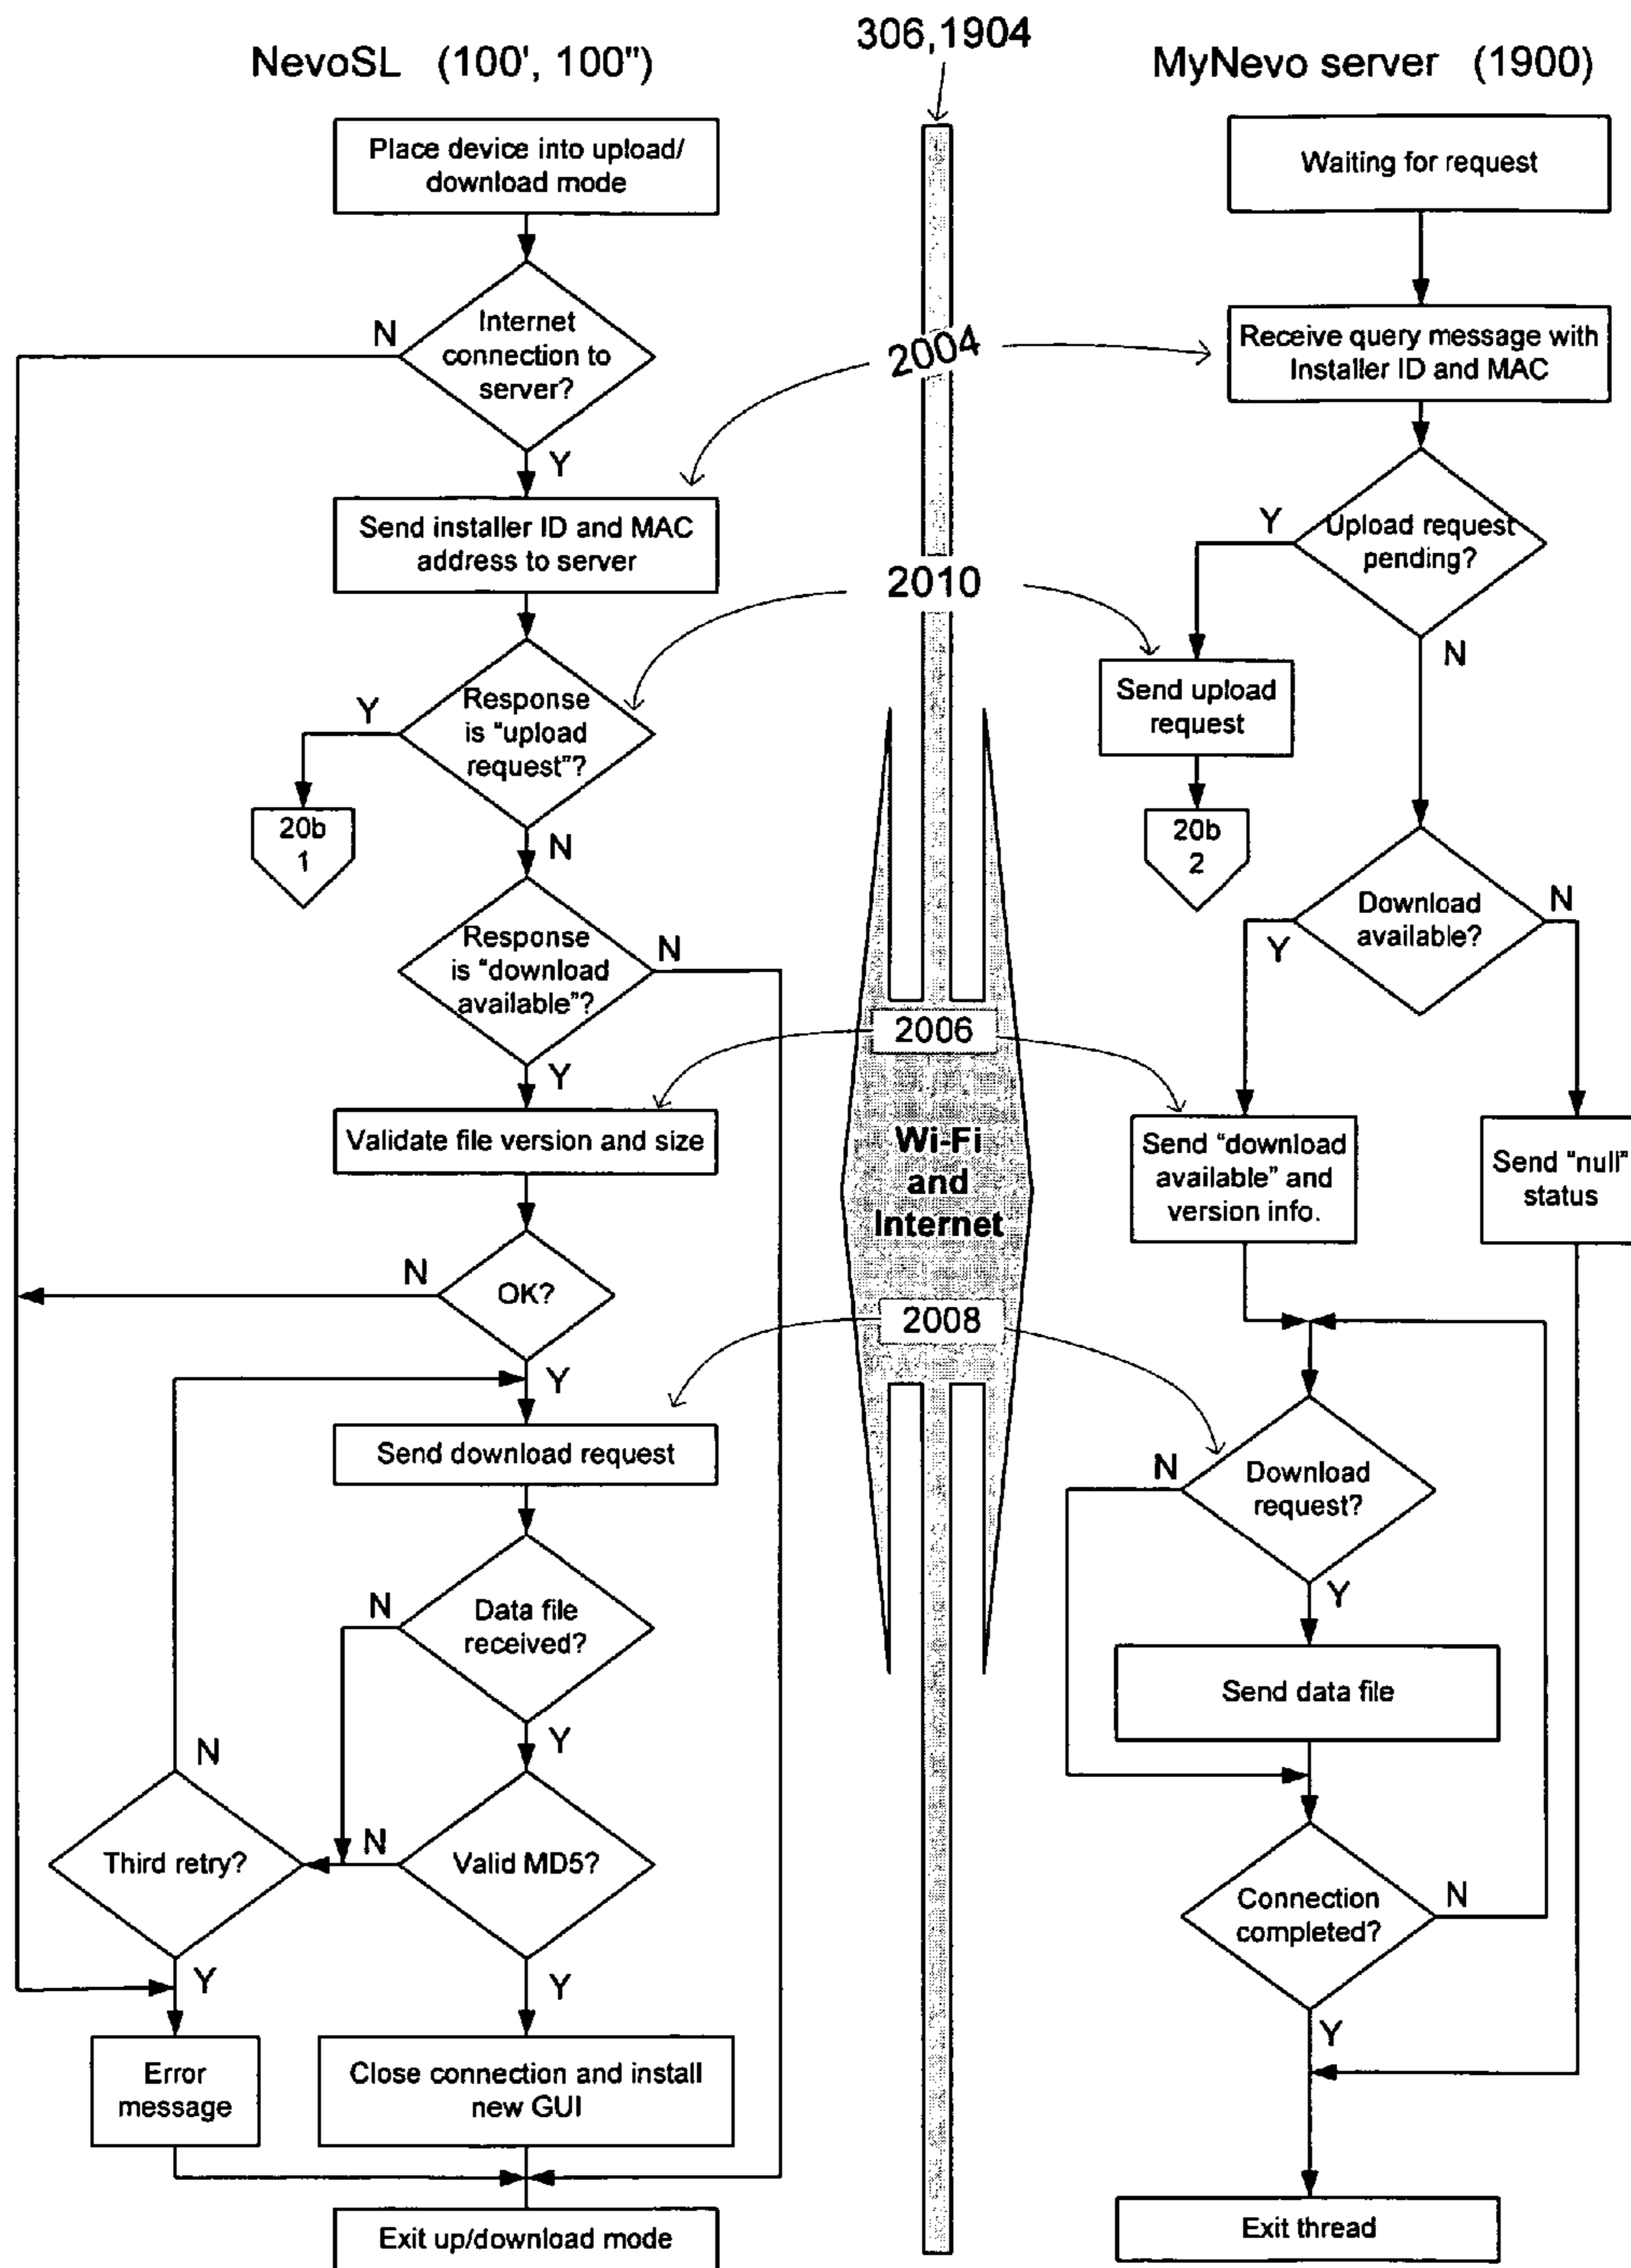 306,1904
NevoSL (100', 100")
MyNevo server (1900)
Place device into upload/
download mode
Internet
connection to
server?
N
Y
Send installer ID and MAC
address to server
Response
is "upload
request"?
Y
N
20b
1
Response
is "download
available"?
N
Y
Validate file version and size
OK?
N
Y
Send download request
Data file
received?
N
Y
Valid MD5?
N
Y
Third retry?
N
Y
Error
message
Close connection and install
new GUI
Exit up/download mode
2004
2010
2006
Wi-Fi
and
Internet
2008
Waiting for request
Receive query message with
Installer ID and MAC
Upload request
pending?
Y
N
Send upload
request
20b
2
Download
available?
Y
N
Send "download
available" and
version info.
Send "null"
status
Download
request?
N
Y
Send data file
Connection
completed?
N
Y
Exit thread